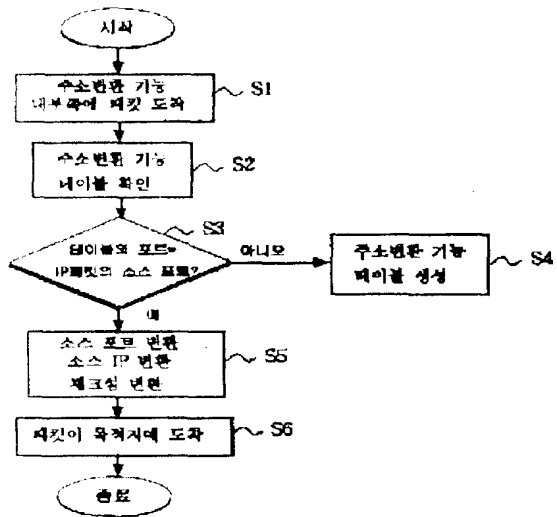 시작
주소변환 기능
내부쪽에 패킷 도착
S1
주소변환 기능
테이블 확인
S2
테이블의 포트=
IP패킷의 소스 포트?
S3
아니오
주소변환 기능
테이블 생성
S4
예
소스 포트 변환
소스 IP 변환
체크섬 변환
S5
패킷이 목적지에 도착
S6
종료